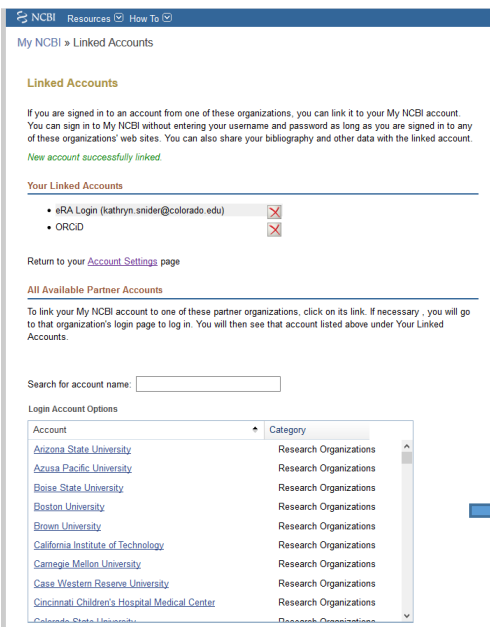 NCBI Resources How To
My NCBI » Linked Accounts
Linked Accounts
If you are signed in to an account from one of these organizations, you can link it to your My NCBI account.
You can sign in to My NCBI without entering your username and password as long as you are signed in to any
of these organizations' web sites. You can also share your bibliography and other data with the linked account.
New account successfully linked.
Your Linked Accounts
• eRA Login (kathryn.snider@colorado.edu)
• ORCiD
Return to your Account Settings page
All Available Partner Accounts
To link your My NCBI account to one of these partner organizations, click on its link. If necessary , you will go
to that organization's login page to log in. You will then see that account listed above under Your Linked
Accounts.
Search for account name:
Login Account Options
Account Category
Arizona State University Research Organizations
Azusa Pacific University Research Organizations
Boise State University Research Organizations
Boston University Research Organizations
Brown University Research Organizations
California Institute of Technology Research Organizations
Carnegie Mellon University Research Organizations
Case Western Reserve University Research Organizations
Cincinnati Children's Hospital Medical Center Research Organizations
Colorado State University Research Organizations